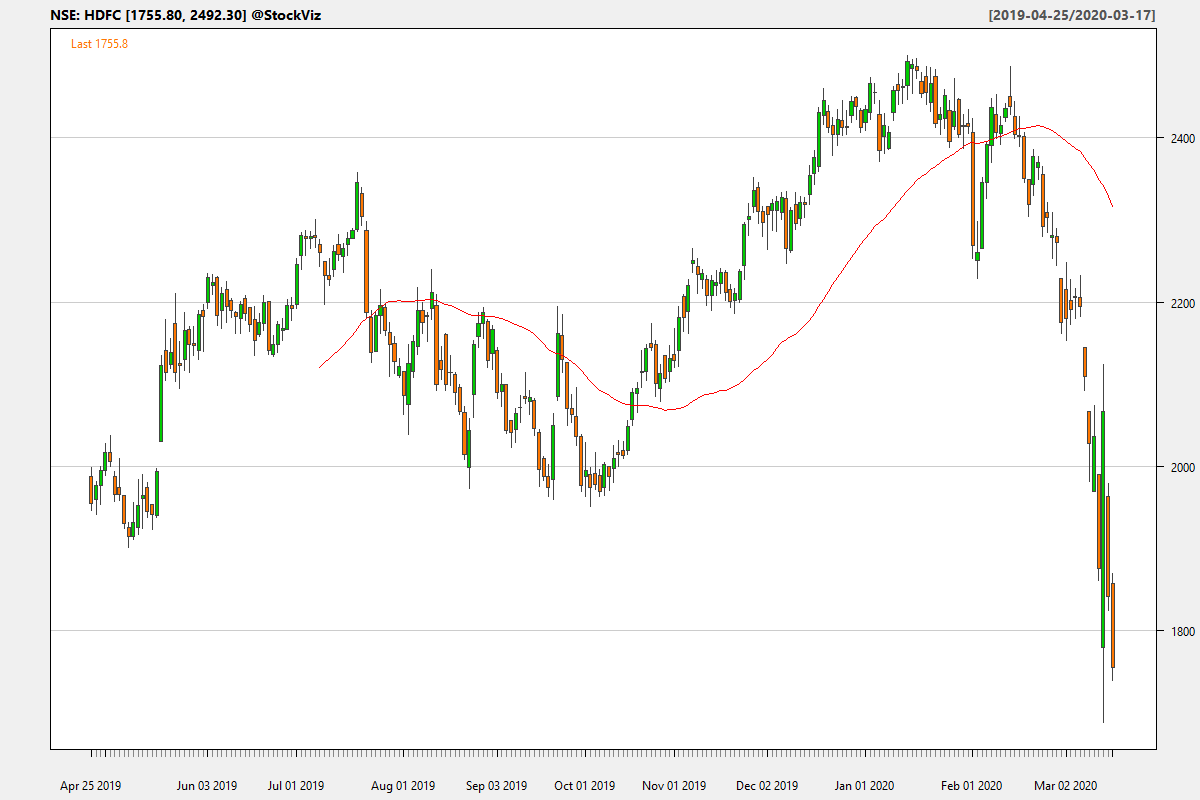 NSE: HDFC [1755.80, 2492.30] @StockViz
[2019-04-25/2020-03-17]
Last 1755.8
2400
2200
2000
1800
Apr 25 2019
Jun 03 2019
Jul 01 2019
Aug 01 2019
Sep 03 2019
Oct 01 2019
Nov 01 2019
Dec 02 2019
Jan 01 2020
Feb 01 2020
Mar 02 2020